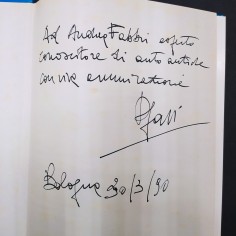 Ad Andrea Fabbri esperto
conoscitore di auto antiche
con viva ammirazione
Bologna 30/3/90